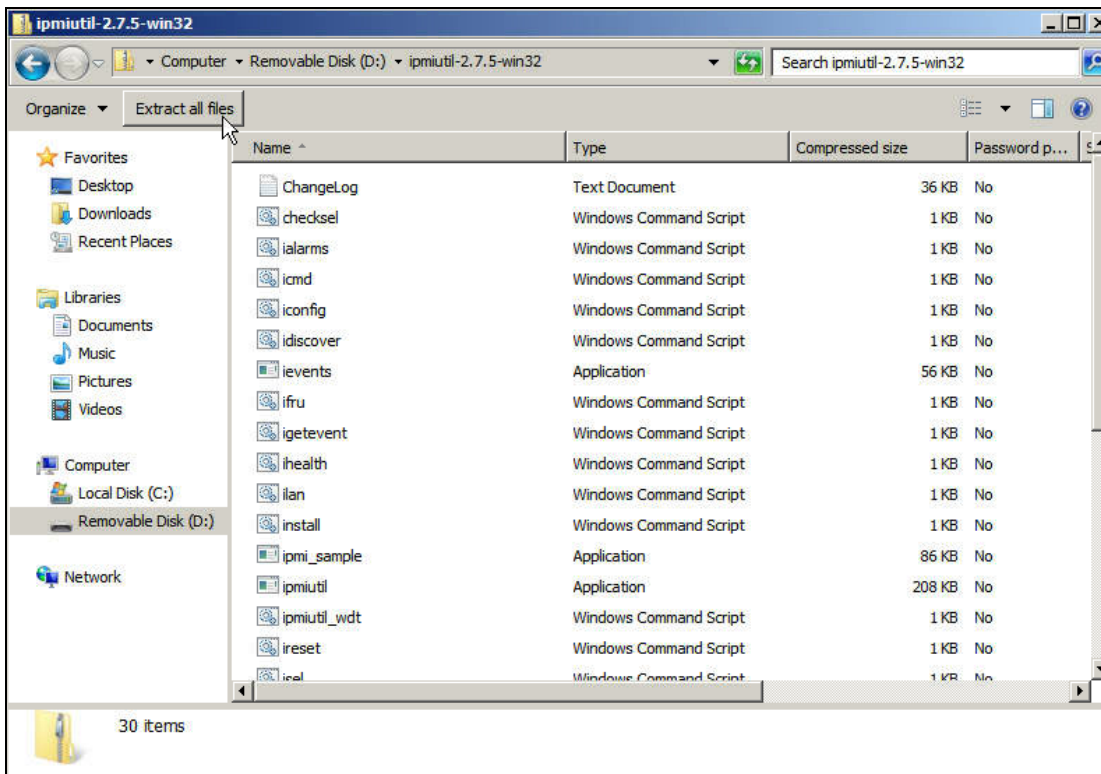 ipmiutil-2.7.5-win32
Computer Removable Disk (D:) ipmiutil-2.7.5-win32 Search ipmiutil-2.7.5-win32
Organize Extract all files
Favorites
Desktop
Downloads
Recent Places
Libraries
Documents
Music
Pictures
Videos
Computer
Local Disk (C:)
Removable Disk (D:)
Network
Name Type Compressed size Password p...
ChangeLog Text Document 36 KB No
checksel Windows Command Script 1 KB No
ialarms Windows Command Script 1 KB No
icmd Windows Command Script 1 KB No
iconfig Windows Command Script 1 KB No
idiscover Windows Command Script 1 KB No
ievents Application 56 KB No
ifru Windows Command Script 1 KB No
igetevent Windows Command Script 1 KB No
ihealth Windows Command Script 1 KB No
ilan Windows Command Script 1 KB No
install Windows Command Script 1 KB No
ipmi_sample Application 86 KB No
ipmiutil Application 208 KB No
ipmiutil_wdt Windows Command Script 1 KB No
ireset Windows Command Script 1 KB No
isel Windows Command Script 1 KB No
30 items